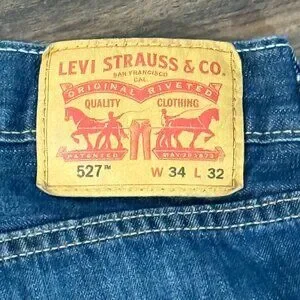 LEVI STRAUSS & CO.
SAN FRANCISCO
CAL.
ORIGINAL RIVETED
QUALITY CLOTHING
PATENTED MAY 20 1873
527™ W 34 L 32